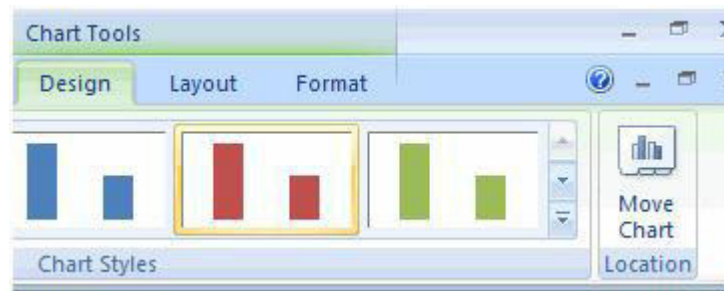 Chart Tools
Design Layout Format
Move
Chart
Chart Styles
Location